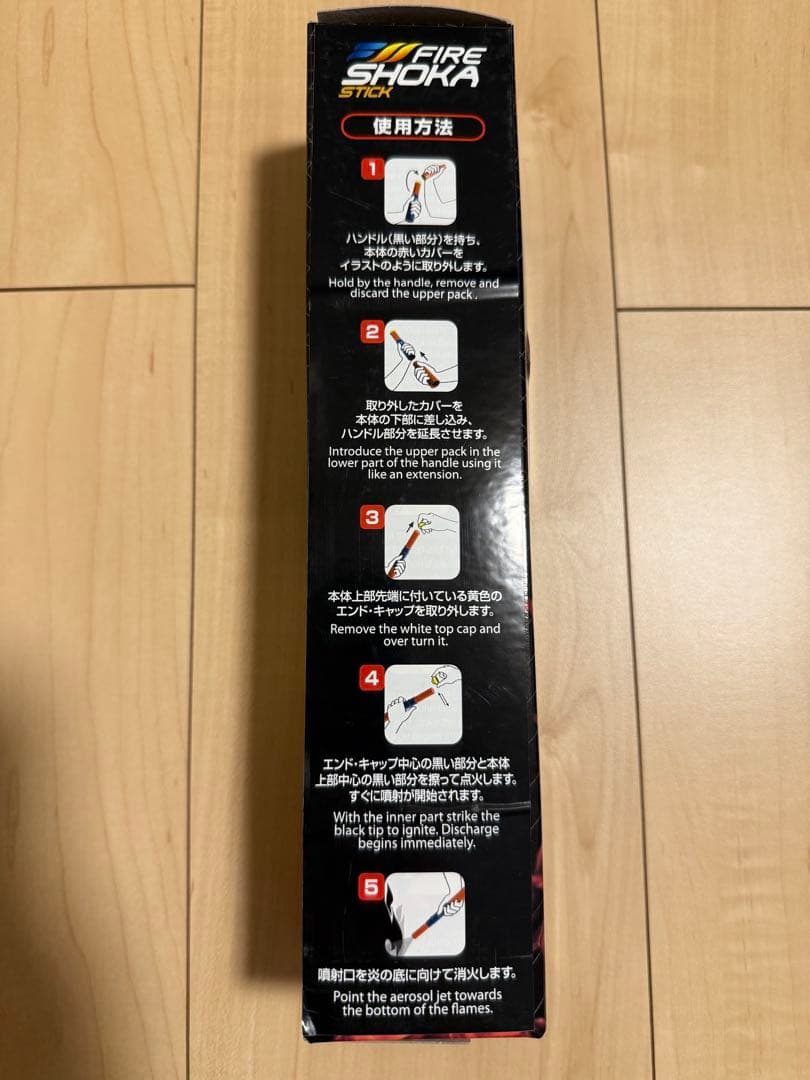 FIRE
SHOKA
STICK
使用方法
1
ハンドル(黒い部分)を持ち、
本体の赤いカバーを
イラストのように取り外します。
Hold by the handle, remove and
discard the upper pack .
2
取り外したカバーを
本体の下部に差し込み、
ハンドル部分を延長させます。
Introduce the upper pack in the
lower part of the handle using it
like an extension.
3
本体上部先端に付いている黄色の
エンド・キャップを取り外します。
Remove the white top cap and
over turn it.
4
エンド・キャップ中心の黒い部分と本体
上部中心の黒い部分を擦って点火します。
すぐに噴射が開始されます。
With the inner part strike the
black tip to ignite. Discharge
begins immediately.
5
噴射口を炎の底に向けて消火します。
Point the aerosol jet towards
the bottom of the flames.